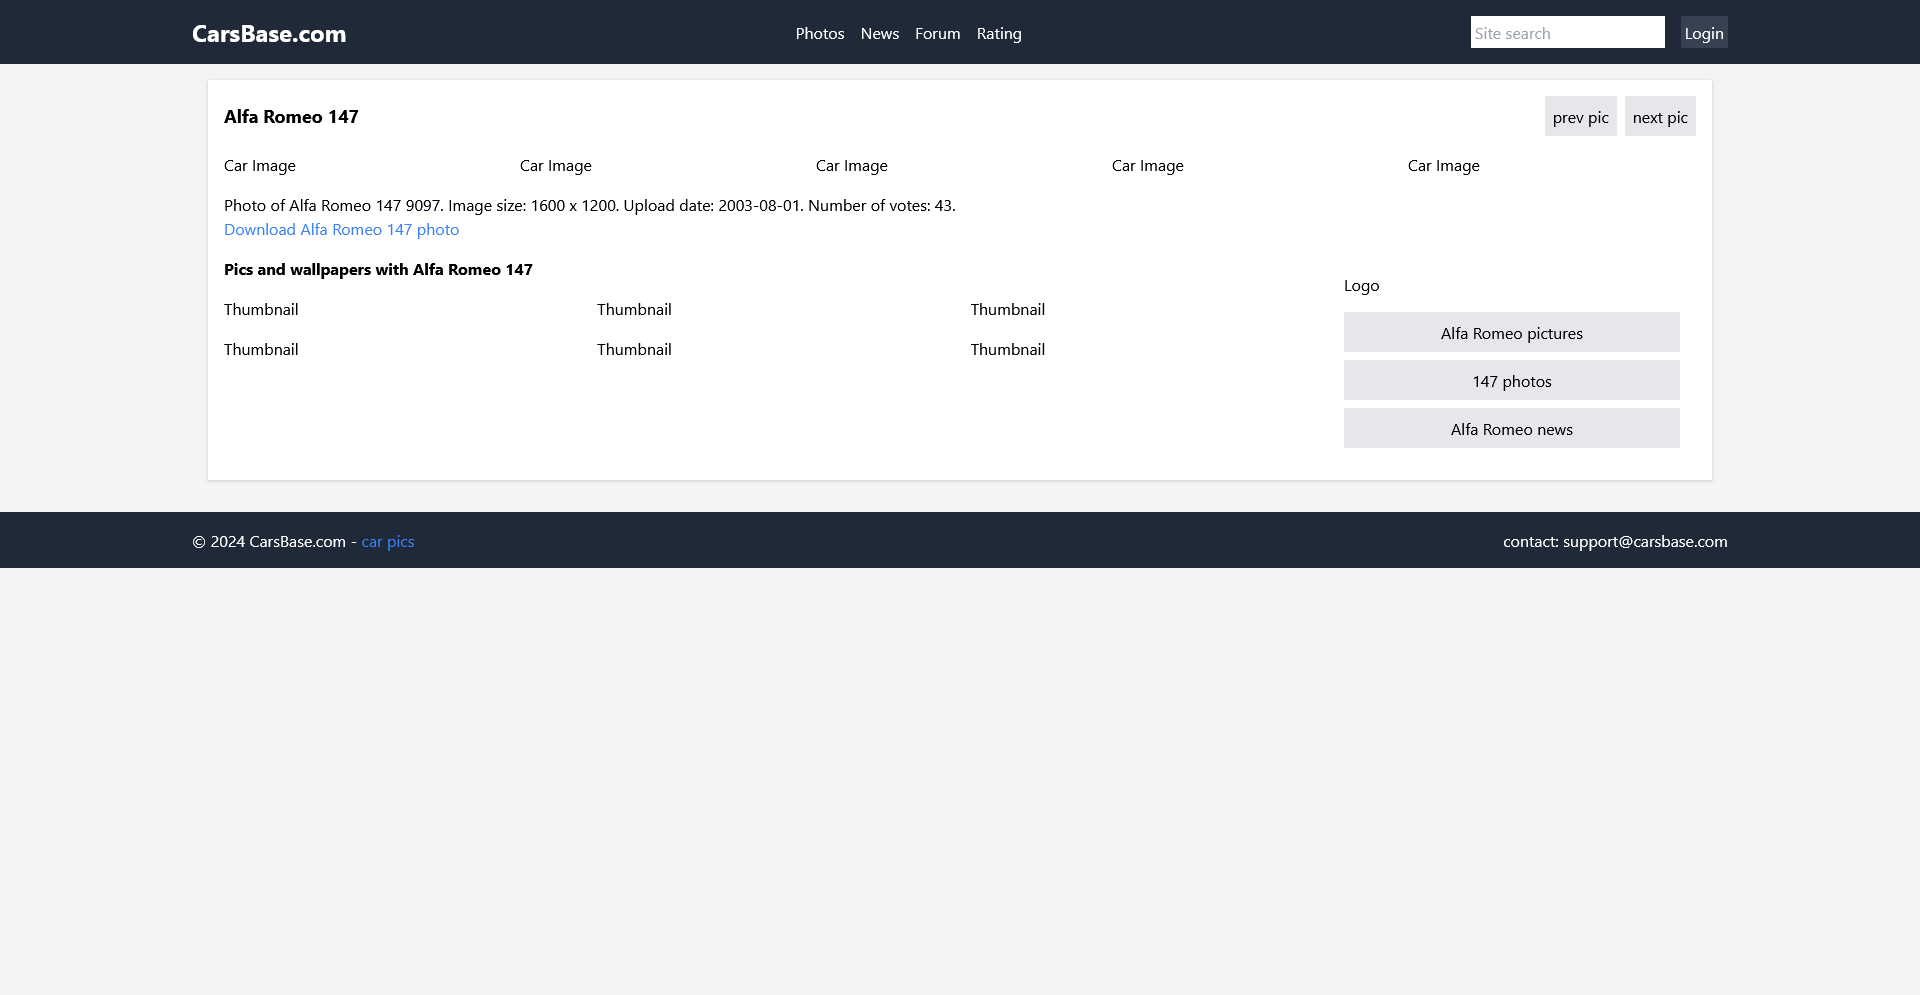 CarsBase.com
Photos News Forum Rating
Site search
Login
Alfa Romeo 147
prev pic
next pic
Car Image Car Image Car Image Car Image Car Image
Photo of Alfa Romeo 147 9097. Image size: 1600 x 1200. Upload date: 2003-08-01. Number of votes: 43.
Download Alfa Romeo 147 photo
Pics and wallpapers with Alfa Romeo 147
Thumbnail Thumbnail Thumbnail
Thumbnail Thumbnail Thumbnail
Logo
Alfa Romeo pictures
147 photos
Alfa Romeo news
© 2024 CarsBase.com - car pics
contact: support@carsbase.com